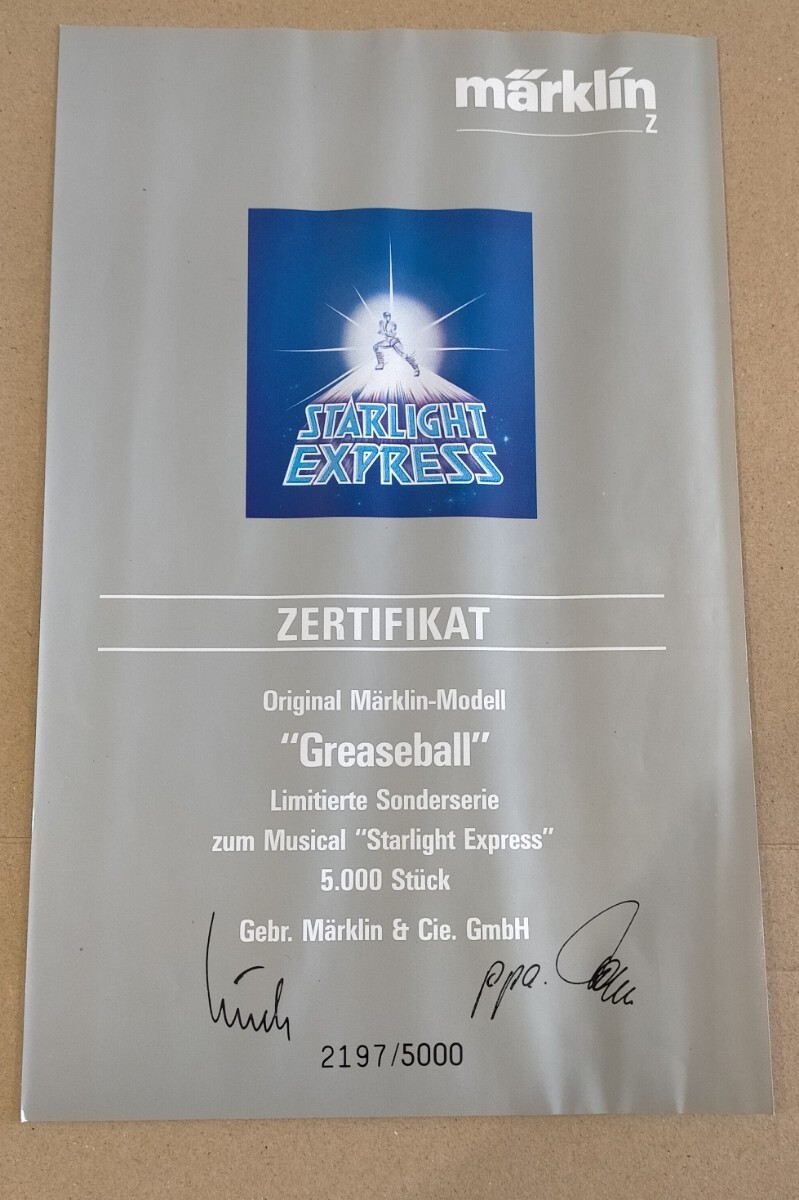 märklin
Z
STARLIGHT
EXPRESS
ZERTIFIKAT
Original Märklin-Modell
"Greaseball"
Limitierte Sonderserie
zum Musical "Starlight Express"
5.000 Stück
Gebr. Märklin & Cie. GmbH
ppa.
2197/5000